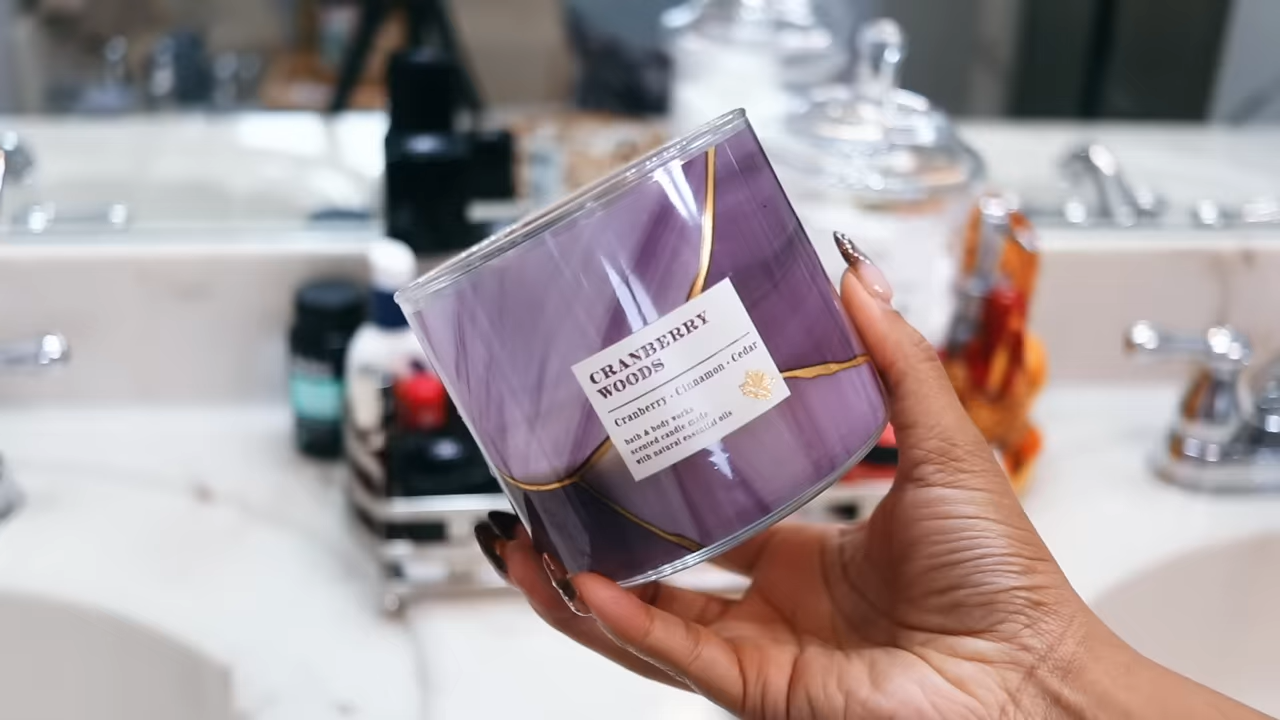 CRANBERRY
WOODS
Cranberry · Cinnamon · Cedar
bath & body works
scented candle made
with natural essential oils